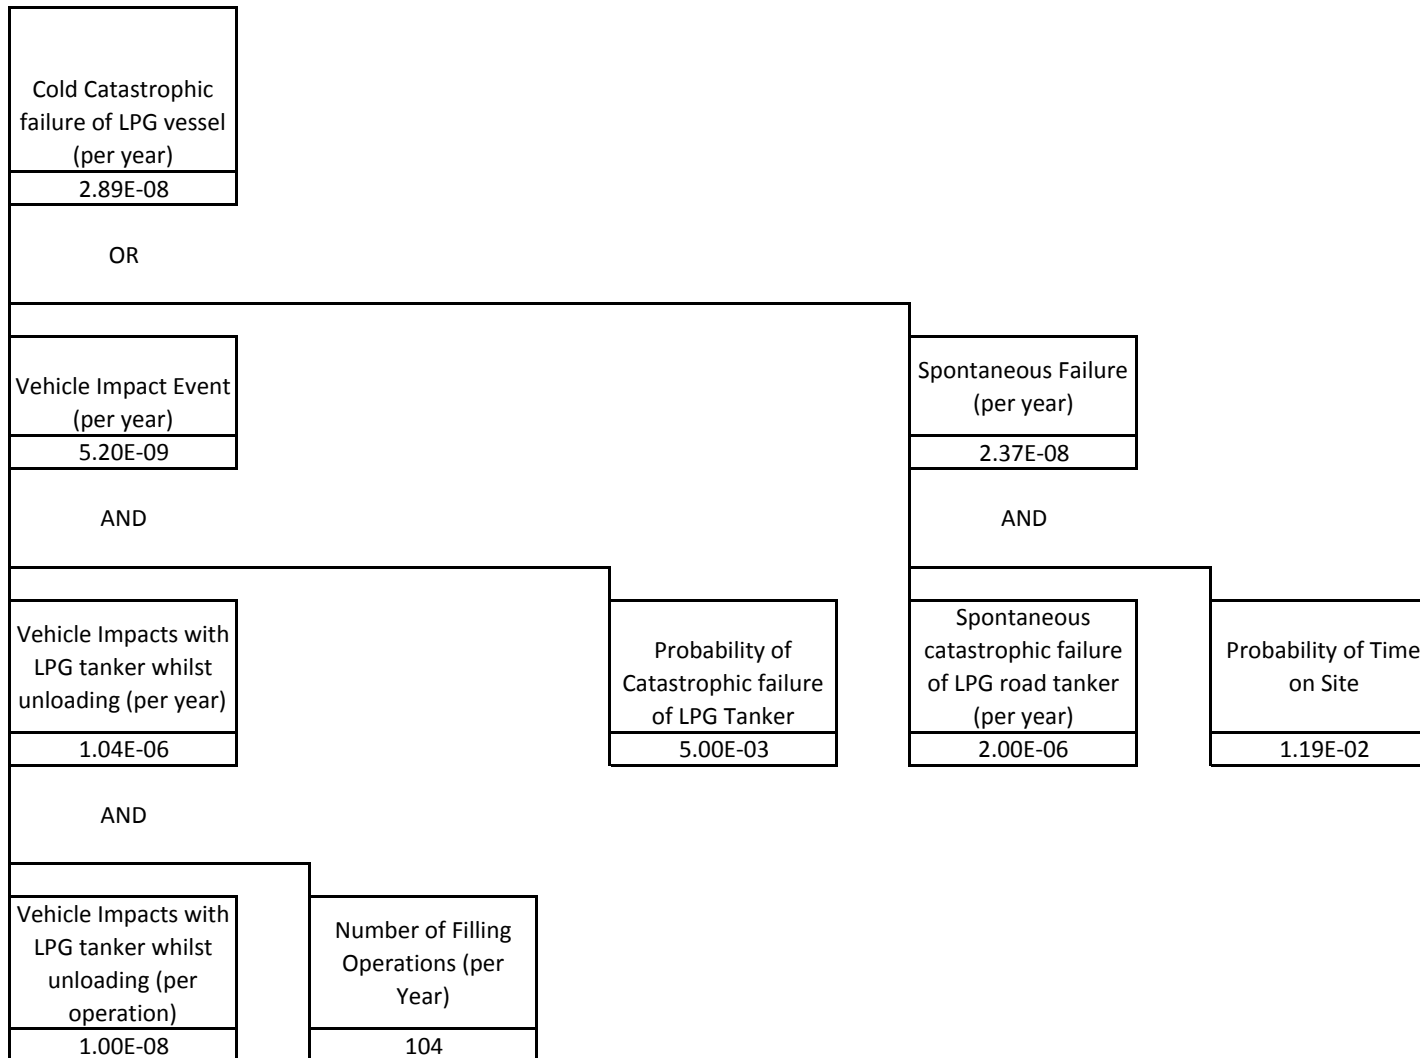 Cold Catastrophic
failure of LPG vessel
(per year)
2.89E-08
OR
Vehicle Impact Event
(per year)
5.20E-09
Spontaneous Failure
(per year)
2.37E-08
AND
AND
Vehicle Impacts with
LPG tanker whilst
unloading (per year)
1.04E-06
Probability of
Catastrophic failure
of LPG Tanker
5.00E-03
Spontaneous
catastrophic failure
of LPG road tanker
(per year)
2.00E-06
Probability of Time
on Site
1.19E-02
AND
Vehicle Impacts with
LPG tanker whilst
unloading (per
operation)
1.00E-08
Number of Filling
Operations (per
Year)
104